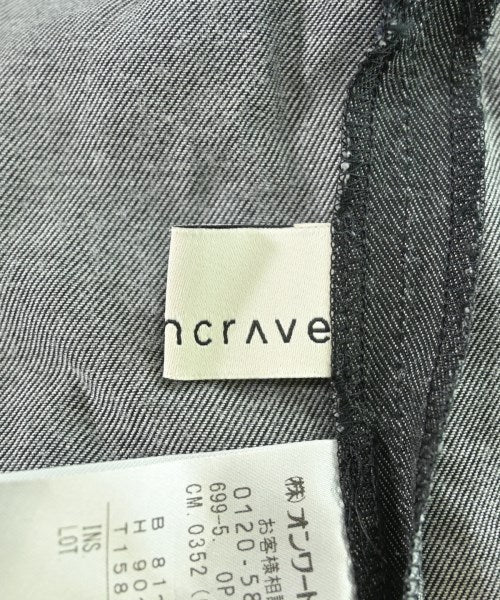 ncrave
(株)オンワード
お客様相
0120-58
699-5. OP
CM. 0352
B 81
H 90
T158
INS
LOT